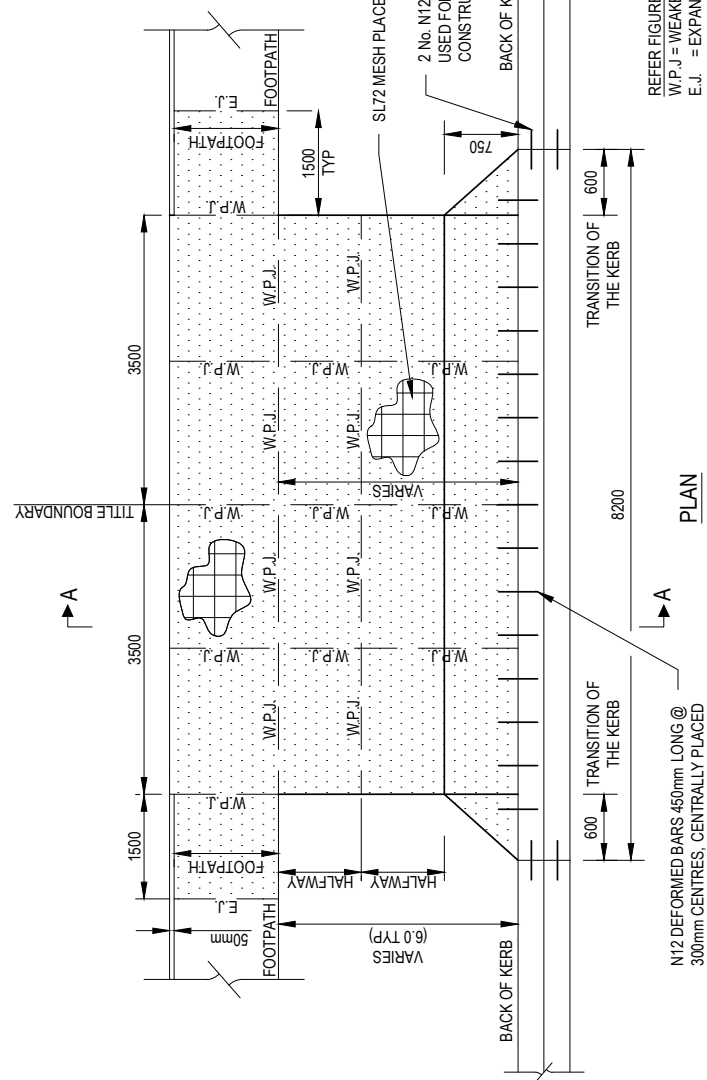 TITLE BOUNDARY
A
3500
3500
1500
50mm
E.J.
FOOTPATH
FOOTPATH
W.P.J.
W.P.J.
W.P.J.
W.P.J.
W.P.J.
FOOTPATH
E.J.
FOOTPATH
1500
TYP
W.P.J.
W.P.J.
W.P.J.
W.P.J.
W.P.J.
W.P.J.
W.P.J.
W.P.J.
W.P.J.
W.P.J.
W.P.J.
HALFWAY
HALFWAY
VARIES
(6.0 TYP)
VARIES
W.P.J.
W.P.J.
W.P.J.
SL72 MESH PLACE
2 No. N12
USED FO
CONSTRU
750
BACK OF KERB
BACK OF K
600
TRANSITION OF
THE KERB
TRANSITION OF
THE KERB
600
8200
A
PLAN
N12 DEFORMED BARS 450mm LONG @
300mm CENTRES, CENTRALLY PLACED
REFER FIGURE
W.P.J = WEAKE
E.J. = EXPAN